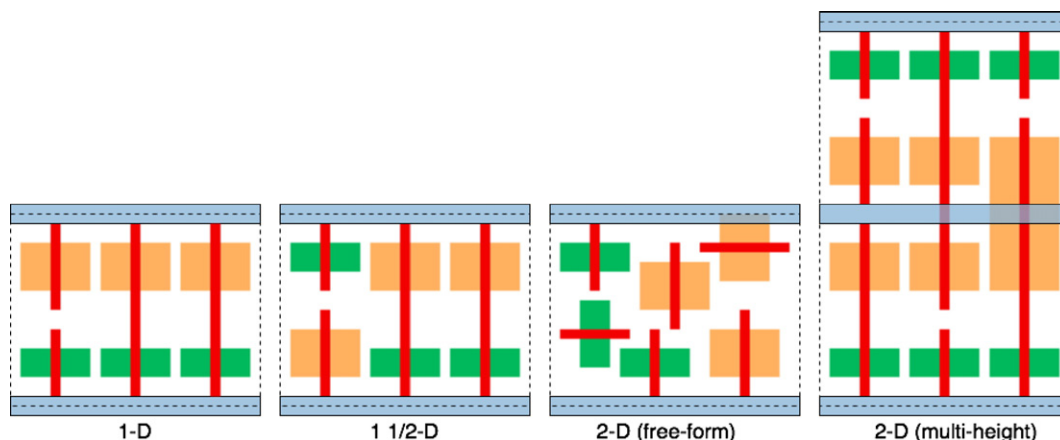 1-D
1 1/2-D
2-D (free-form)
2-D (multi-height)